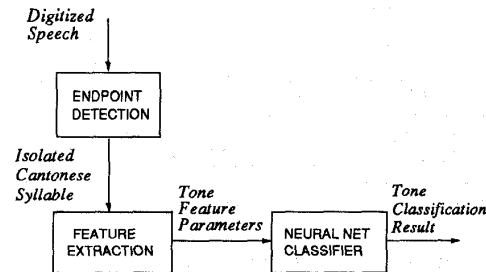 Digitized
Speech
ENDPOINT
DETECTION
Isolated
Cantonese
Syllable
Tone
Feature
Parameters
Tone
Classification
Result
FEATURE
EXTRACTION
NEURAL NET
CLASSIFIER